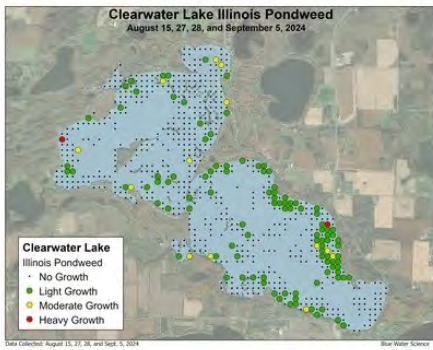 Clearwater Lake Illinois Pondweed
August 15, 27, 28, and September 5, 2024
Clearwater Lake
Illinois Pondweed
No Growth
Light Growth
Moderate Growth
Heavy Growth
Data Collected: August 15, 27, 28, and Sept. 5, 2024
Blue Water Science